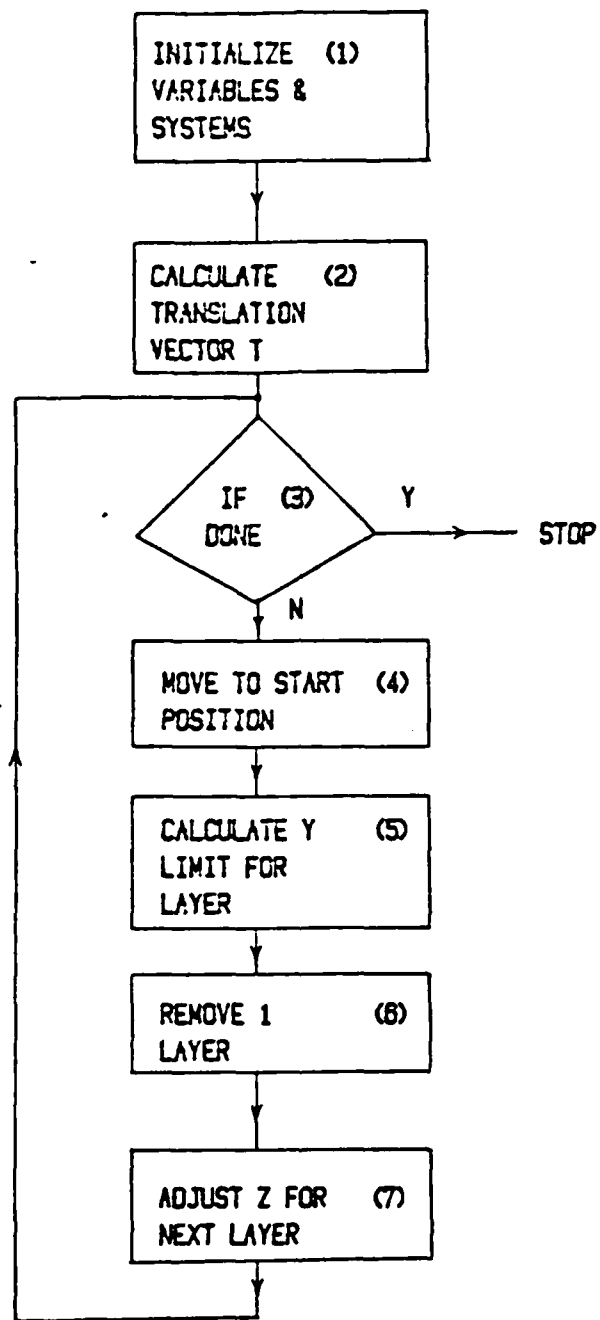 INITIALIZE (1)
VARIABLES &
SYSTEMS
CALCULATE (2)
TRANSLATION
VECTOR T
IF (3)
DONE
Y
STOP
N
MOVE TO START (4)
POSITION
CALCULATE Y (5)
LIMIT FOR
LAYER
REMOVE 1 (6)
LAYER
ADJUST Z FOR (7)
NEXT LAYER